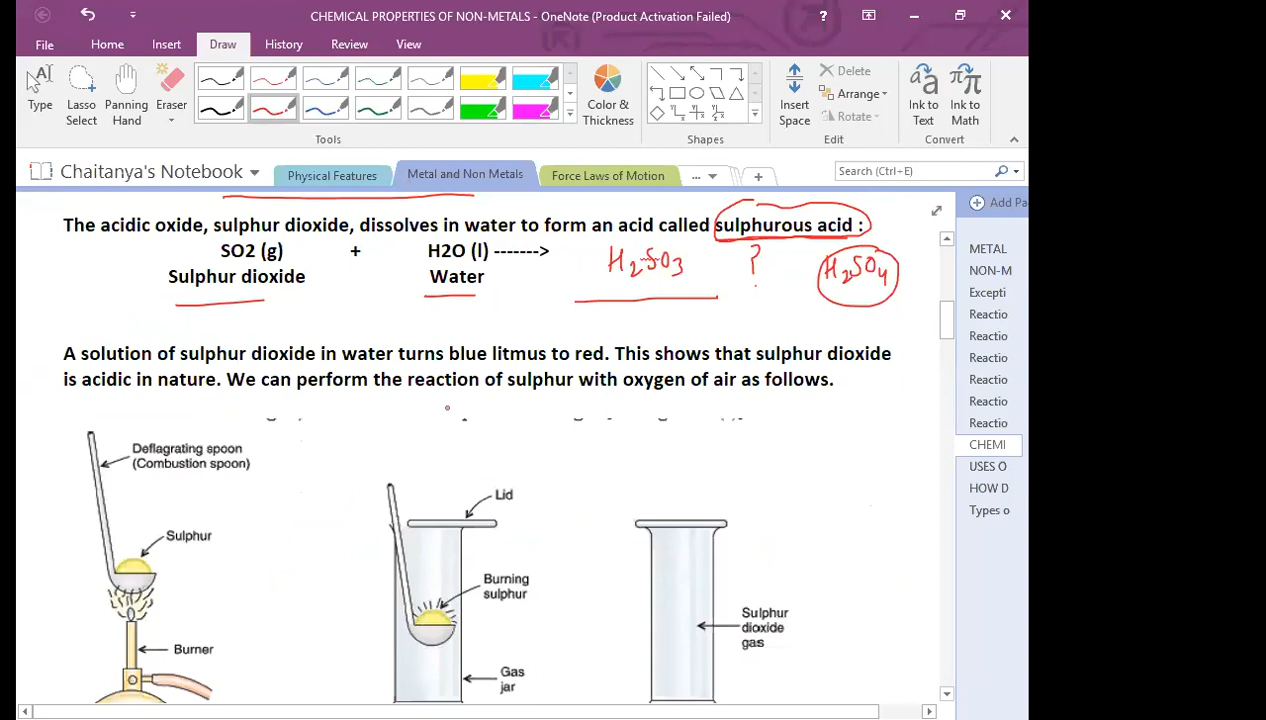 CHEMICAL PROPERTIES OF NON-METALS - OneNote (Product Activation Failed)
?
File Home Insert Draw History Review View
Type
Lasso Select
Panning Hand
Eraser
Color & Thickness
Insert Space
Delete
Arrange
Rotate
Ink to Text
Ink to Math
Tools
Shapes
Edit
Convert
Chaitanya's Notebook
Physical Features
Metal and Non Metals
Force Laws of Motion
...
Search (Ctrl+E)
Add Pa
The acidic oxide, sulphur dioxide, dissolves in water to form an acid called sulphurous acid :
SO2 (g) + H2O (l) -------> H2SO3 ? H2SO4
Sulphur dioxide Water
A solution of sulphur dioxide in water turns blue litmus to red. This shows that sulphur dioxide
is acidic in nature. We can perform the reaction of sulphur with oxygen of air as follows.
Deflagrating spoon
(Combustion spoon)
Sulphur
Burner
Lid
Burning
sulphur
Gas
jar
Sulphur
dioxide
gas
METAL
NON-M
Excepti
Reactio
Reactio
Reactio
Reactio
Reactio
Reactio
CHEMI
USES O
HOW D
Types o